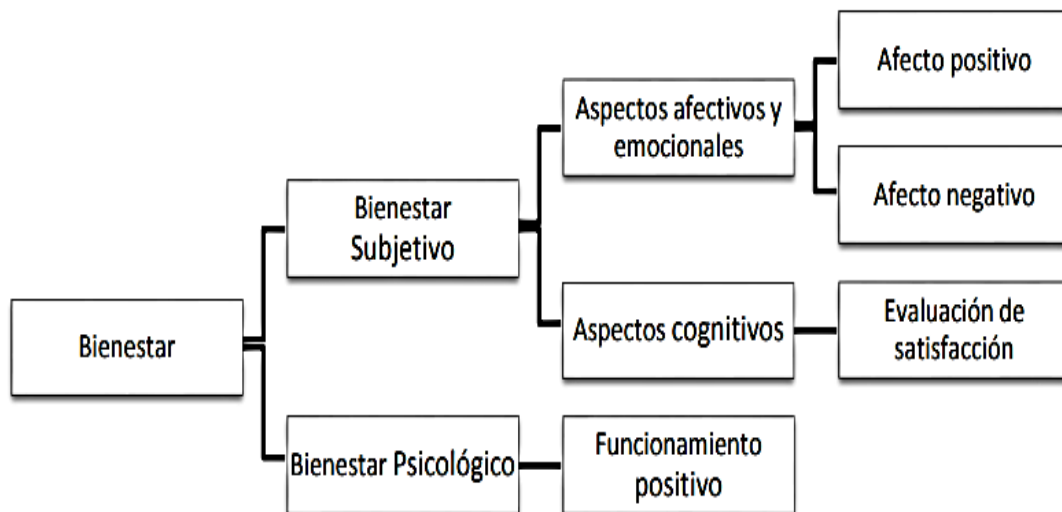 Bienestar
Bienestar
Subjetivo
Bienestar Psicológico
Aspectos afectivos y
emocionales
Aspectos cognitivos
Funcionamiento
positivo
Afecto positivo
Afecto negativo
Evaluación de
satisfacción